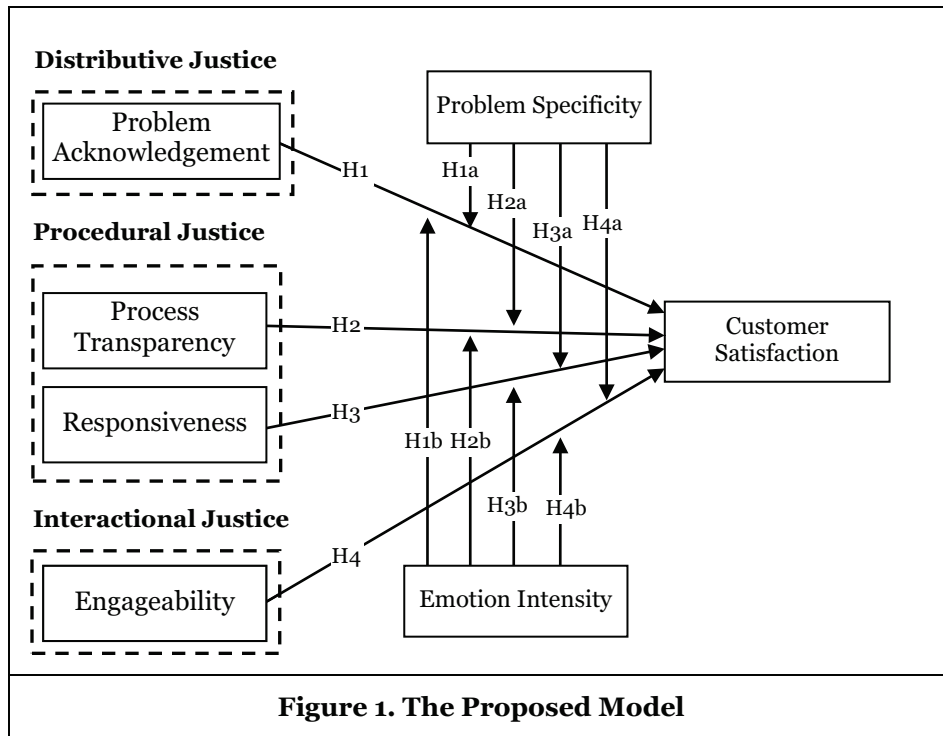 Distributive Justice
Problem
Acknowledgement
Problem Specificity
H1
H1a
H2a
H3a
H4a
Procedural Justice
Process
Transparency
H2
Customer
Satisfaction
Responsiveness
H3
H1b
H2b
H3b
H4b
Interactional Justice
H4
Engageability
Emotion Intensity
Figure 1. The Proposed Model